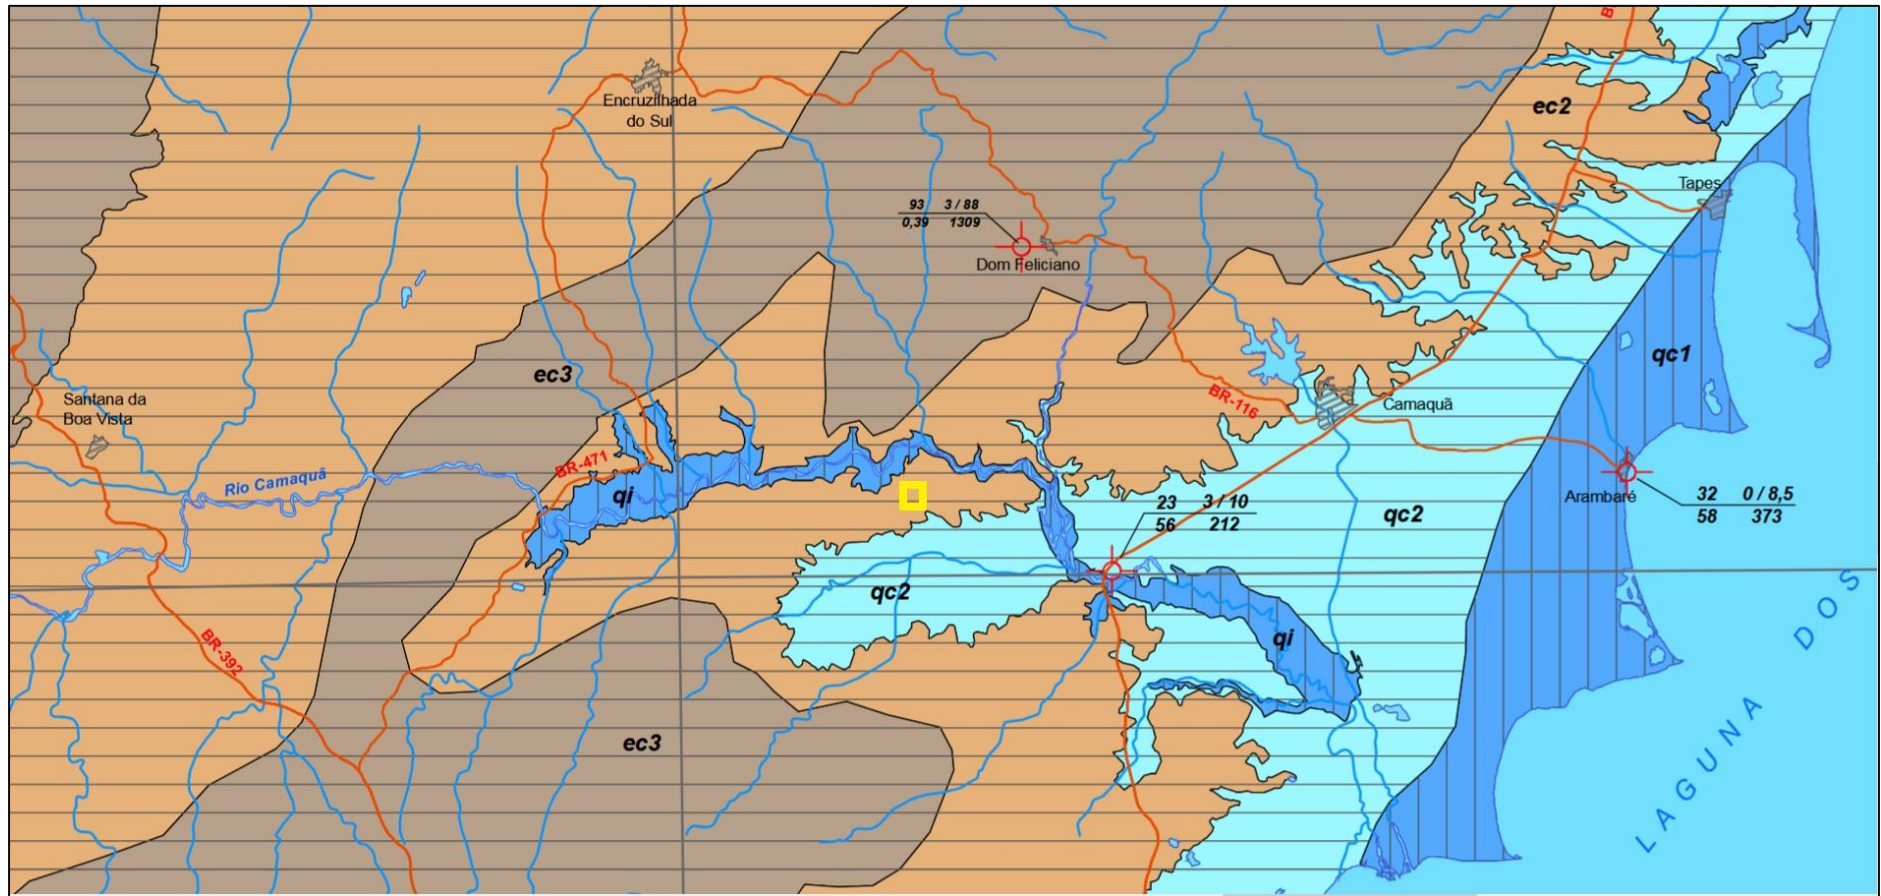 B
Encruzilhada
do Sul
ec2
Tapes
93 3 / 88
0,39 1309
Dom Feliciano
qc1
ec3
Santana da
Boa Vista
BR-116
Camaquã
BR-471
Rio Camaquã
qi
Arambaré
32 0 / 8,5
58 373
23 3 / 10
56 212
qc2
qc2
qi
BR-392
ec3
LAGUNA DOS